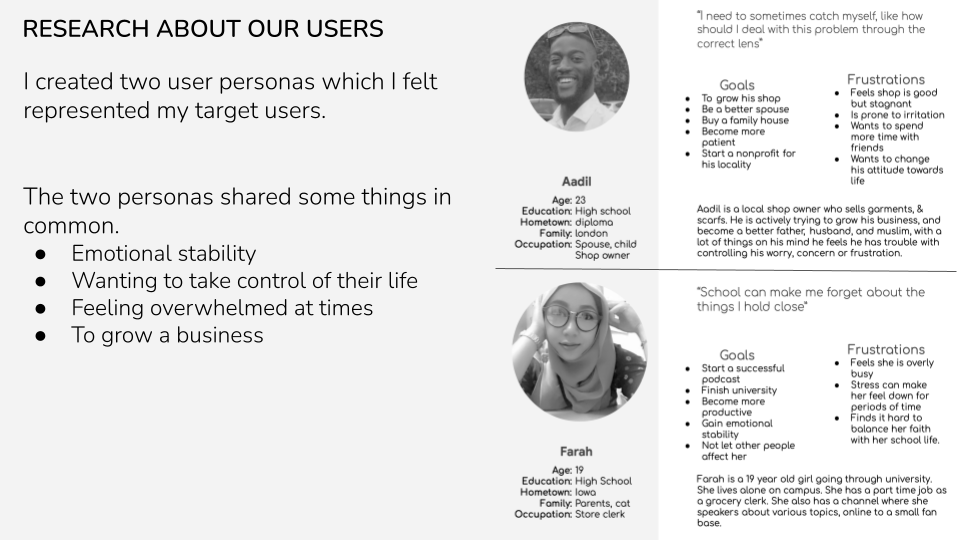 RESEARCH ABOUT OUR USERS
I created two user personas which I felt
represented my target users.
The two personas shared some things in
common.
● Emotional stability
● Wanting to take control of their life
● Feeling overwhelmed at times
● To grow a business
Aadil
Age: 23
Education: High school
Hometown: diploma
Family: london
Occupation: Spouse, child
Shop owner
“I need to sometimes catch myself, like how
should I deal with this problem through the
correct lens”
Goals
● To grow his shop
● Be a better spouse
● Buy a family house
● Become more
patient
● Start a nonprofit for
his locality
Frustrations
● Feels shop is good
but stagnant
● Is prone to irritation
● Wants to spend
more time with
friends
● Wants to change
his attitude towards
life
Aadil is a local shop owner who sells garments, &
scarfs. He is actively trying to grow his business, and
become a better father, husband, and muslim, with a
lot of things on his mind he feels he has trouble with
controlling his worry, concern or frustration.
Farah
Age: 19
Education: High School
Hometown: Iowa
Family: Parents, cat
Occupation: Store clerk
“School can make me forget about the
things I hold close”
Goals
● Start a successful
podcast
● Finish university
● Become more
productive
● Gain emotional
stability
● Not let other people
affect her
Frustrations
● Feels she is overly
busy
● Stress can make
her feel down for
periods of time
● Finds it hard to
balance her faith
with her school life.
Farah is a 19 year old girl going through university.
She lives alone on campus. She has a part time job as
a grocery clerk. She also has a channel where she
speakers about various topics, online to a small fan
base.